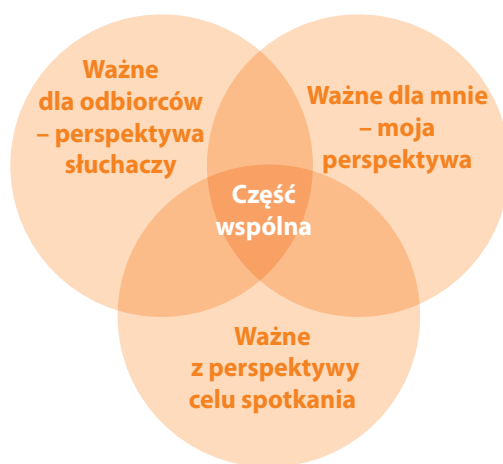 Ważne
dla odbiorców
– perspektywa
słuchaczy
Ważne dla mnie
– moja
perspektywa
Część
wspólna
Ważne
z perspektywy
celu spotkania